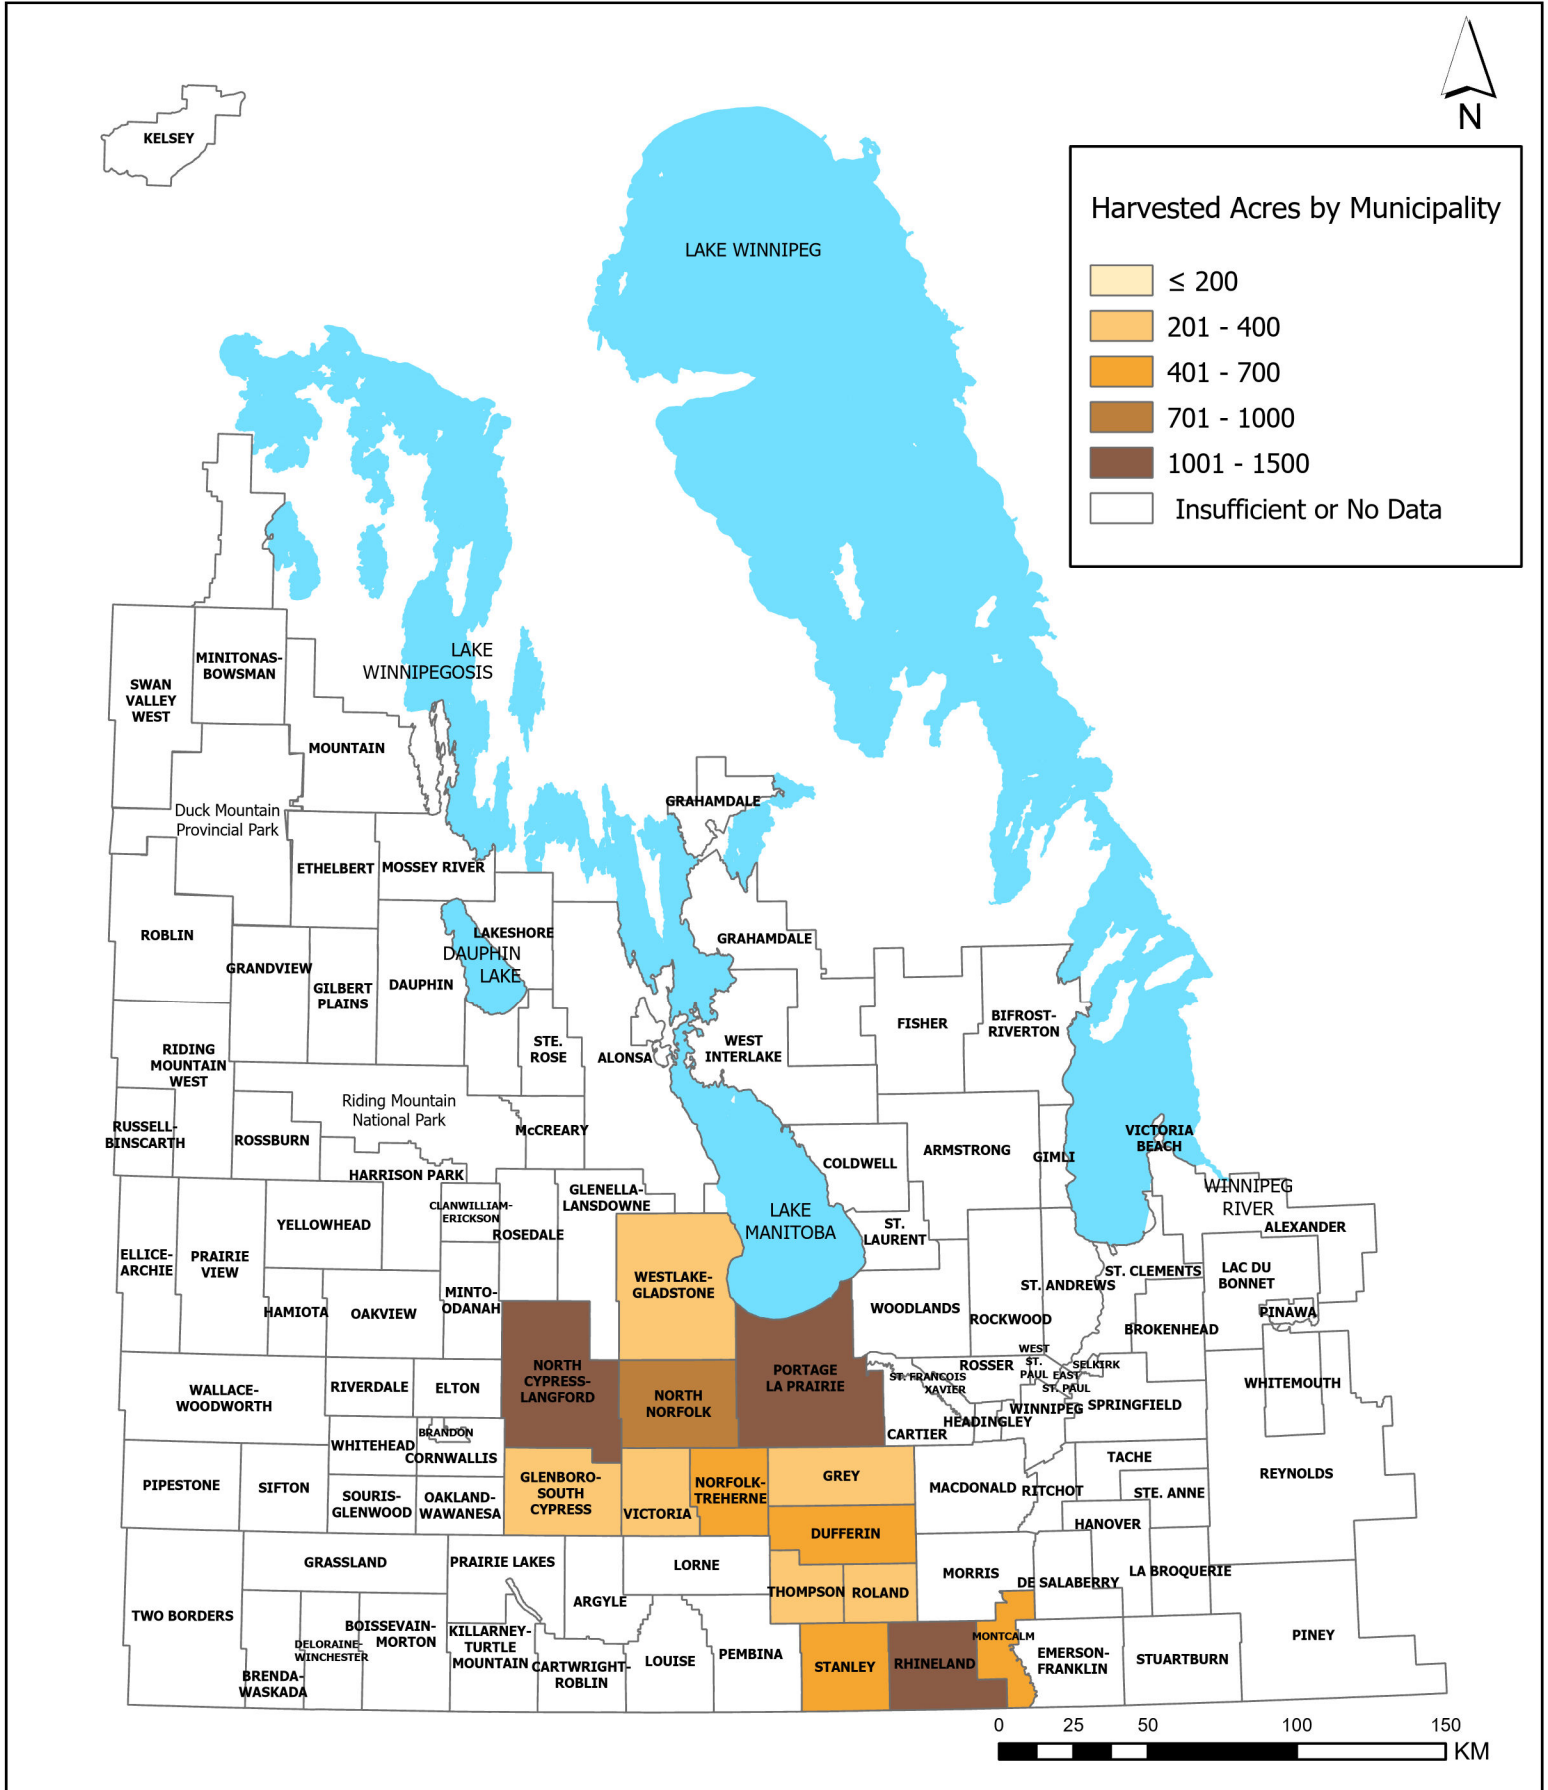 N
KELSEY
Harvested Acres by Municipality
≤ 200
201 - 400
401 - 700
701 - 1000
1001 - 1500
Insufficient or No Data
LAKE WINNIPEG
LAKE
WINNIPEGOSIS
MINITONAS-
BOWSMAN
SWAN
VALLEY
WEST
MOUNTAIN
Duck Mountain
Provincial Park
GRAHAMDALE
ETHELBERT
MOSSEY RIVER
ROBLIN
LAKESHORE
DAUPHIN
LAKE
GRAHAMDALE
GRANDVIEW
GILBERT
PLAINS
DAUPHIN
FISHER
BIFROST-
RIVERTON
STE.
ROSE
ALONSA
WEST
INTERLAKE
RIDING
MOUNTAIN
WEST
Riding Mountain
National Park
RUSSELL-
BINSCARTH
ROSSBURN
McCREARY
VICTORIA
BEACH
ARMSTRONG
GIMLI
COLDWELL
HARRISON PARK
GLENELLA-
LANSDOWNE
WINNIPEG
RIVER
CLANWILLIAM-
ERICKSON
YELLOWHEAD
ROSEDALE
LAKE
MANITOBA
ST.
LAURENT
ALEXANDER
ELLICE-
ARCHIE
PRAIRIE
VIEW
WESTLAKE-
GLADSTONE
ST. ANDREWS
ST. CLEMENTS
LAC DU
BONNET
HAMIOTA
OAKVIEW
MINTO-
ODANAH
WOODLANDS
ROCKWOOD
PINAWA
BROKENHEAD
NORTH
CYPRESS-
LANGFORD
PORTAGE
LA PRAIRIE
ROSSER
WEST
ST.
PAUL
SELKIRK
EAST
ST. PAUL
ST. FRANCOIS
XAVIER
WALLACE-
WOODWORTH
RIVERDALE
ELTON
NORTH
NORFOLK
WHITEMOUTH
WINNIPEG
SPRINGFIELD
HEADINGLEY
CARTIER
WHITEHEAD
BRANDON
CORNWALLIS
TACHE
PIPESTONE
SIFTON
GLENBORO-
SOUTH
CYPRESS
NORFOLK-
TREHERNE
GREY
MACDONALD
RITCHOT
STE. ANNE
REYNOLDS
SOURIS-
GLENWOOD
OAKLAND-
WAWANESA
VICTORIA
HANOVER
DUFFERIN
GRASSLAND
PRAIRIE LAKES
LORNE
MORRIS
DE SALABERRY
LA BROQUERIE
THOMPSON
ROLAND
ARGYLE
TWO BORDERS
BOISSEVAIN-
MORTON
DELORAINE-
WINCHESTER
KILLARNEY-
TURTLE
MOUNTAIN
CARTWRIGHT-
ROBLIN
LOUISE
PEMBINA
STANLEY
RHINELAND
MONTCALM
EMERSON-
FRANKLIN
STUARTBURN
PINEY
BRENDA-
WASKADA
0 25 50 100 150
KM